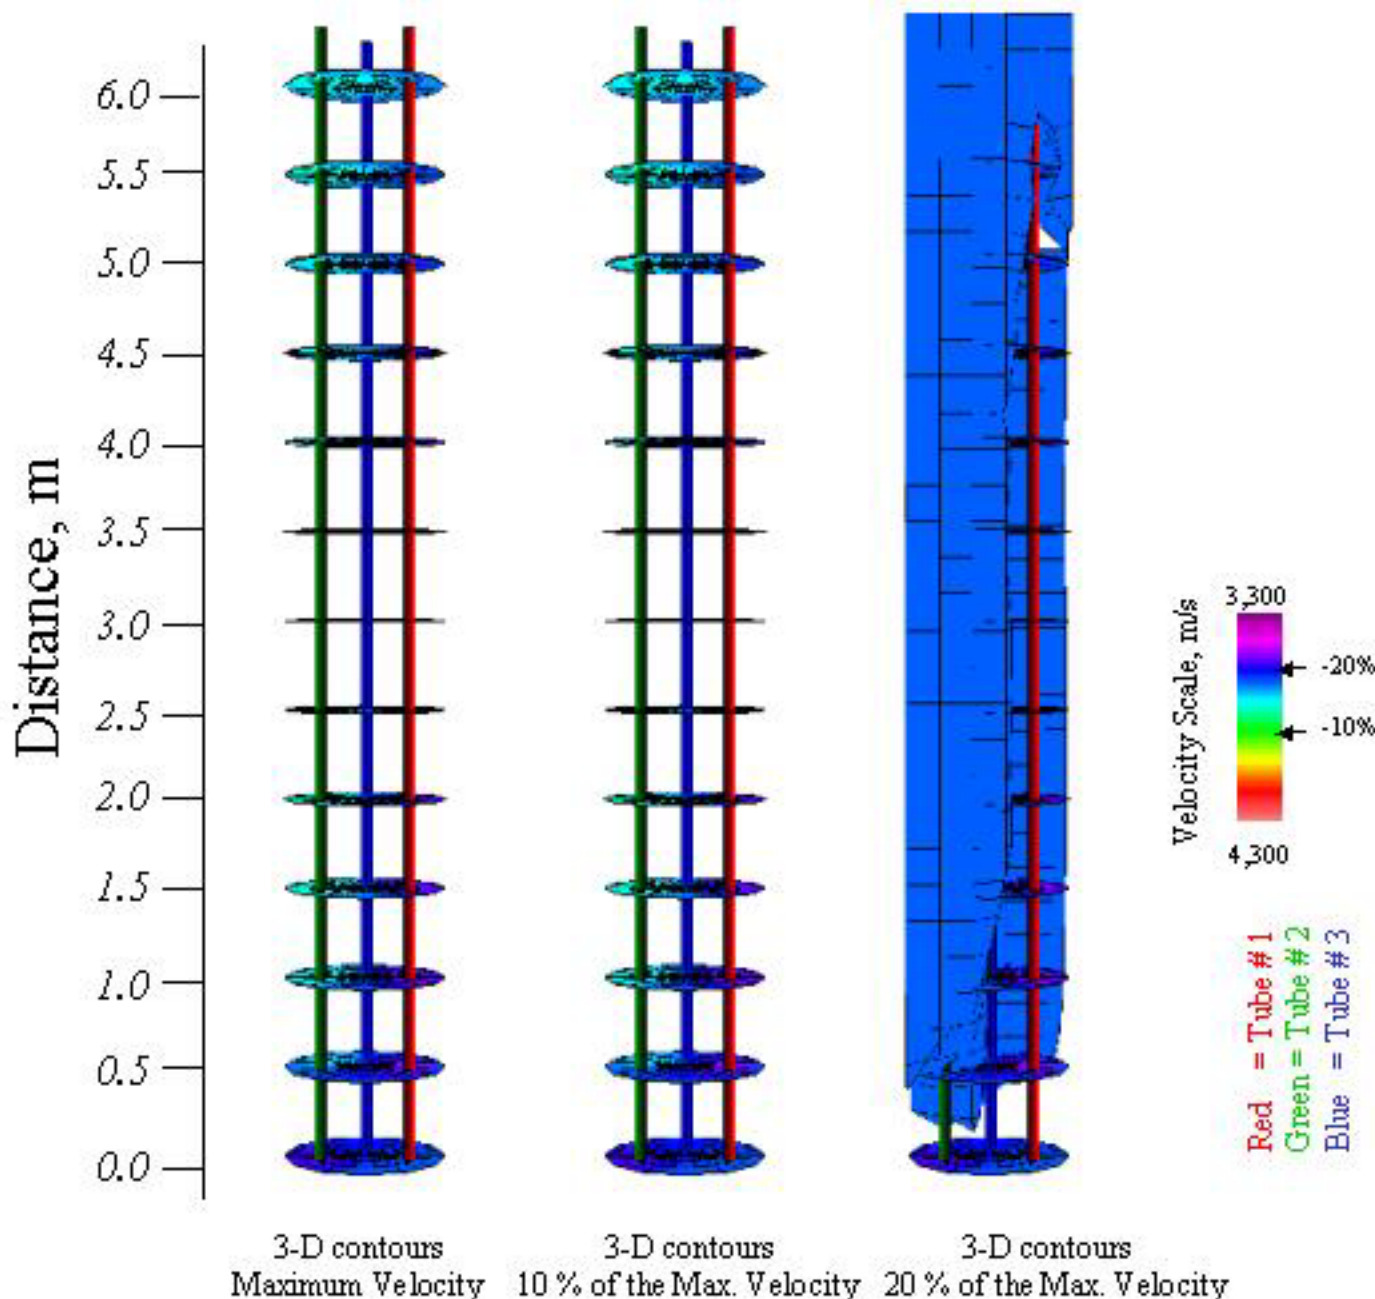 Distance, m
6.0
5.5
5.0
4.5
4.0
3.5
3.0
2.5
2.0
1.5
1.0
0.5
0.0
3-D contours
Maximum Velocity
3-D contours
10 % of the Max. Velocity
3-D contours
20 % of the Max. Velocity
Velocity Scale, m/s
3,300
-20%
-10%
4,300
Red = Tube #1
Green = Tube #2
Blue = Tube #3